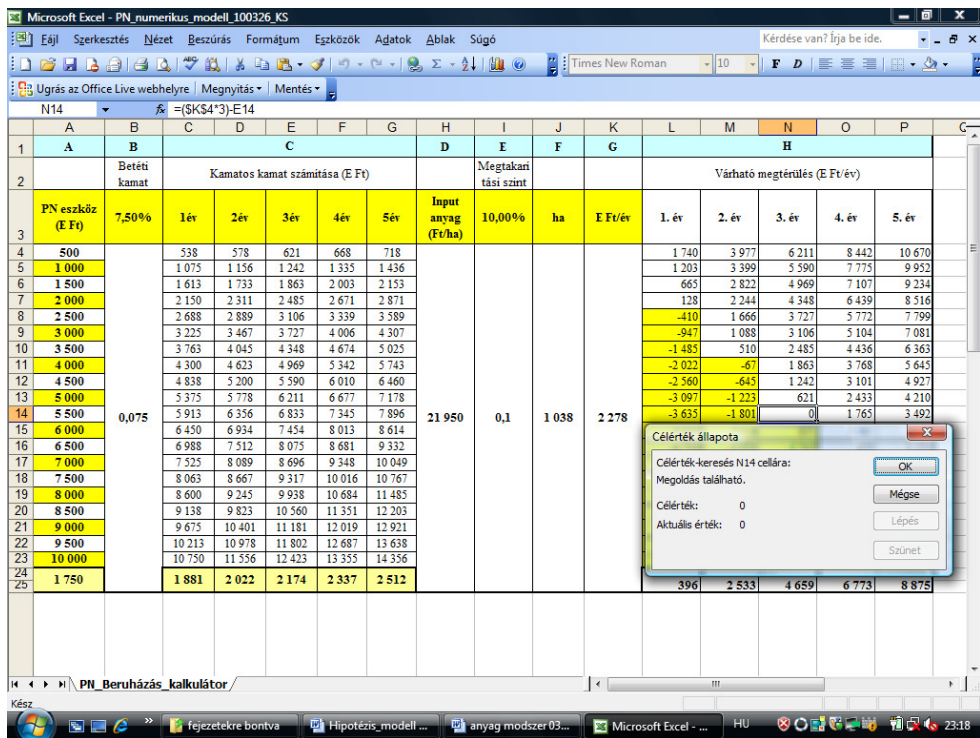 Microsoft Excel - PN_numerikus_modell_100326_KS
Fájl Szerkesztés Nézet Beszúrás Formátum Eszközök Adatok Ablak Súgó Kérdése van? Írja be ide.
Times New Roman 10 F D
Ugrás az Office Live webhelyre Megnyitás Mentés
N14 fx =($K$4*3)-E14
A B C D E F G H I J K L M N O P
1 A B C D E F G H
2 Betéti kamat Kamatos kamat számítása (E Ft) Megtakarítási szint Várható megtérülés (E Ft/év)
3 PN eszköz (E Ft) 7,50% 1év 2év 3év 4év 5év Input anyag (Ft/ha) 10,00% ha E Ft/év 1. év 2. év 3. év 4. év 5. év
4 500 538 578 621 668 718 1 740 3 977 6 211 8 442 10 670
5 1 000 1 075 1 156 1 242 1 335 1 436 1 203 3 399 5 590 7 775 9 952
6 1 500 1 613 1 733 1 863 2 003 2 153 665 2 822 4 969 7 107 9 234
7 2 000 2 150 2 311 2 485 2 671 2 871 128 2 244 4 348 6 439 8 516
8 2 500 2 688 2 889 3 106 3 339 3 589 -410 1 666 3 727 5 772 7 799
9 3 000 3 225 3 467 3 727 4 006 4 307 -947 1 088 3 106 5 104 7 081
10 3 500 3 763 4 045 4 348 4 674 5 025 -1 485 510 2 485 4 436 6 363
11 4 000 4 300 4 623 4 969 5 342 5 743 -2 022 -67 1 863 3 768 5 645
12 4 500 4 838 5 200 5 590 6 010 6 460 -2 560 -645 1 242 3 101 4 927
13 5 000 5 375 5 778 6 211 6 677 7 178 -3 097 -1 223 621 2 433 4 210
14 5 500 0,075 5 913 6 356 6 833 7 345 7 896 21 950 0,1 1 038 2 278 -3 635 -1 801 0 1 765 3 492
15 6 000 6 450 6 934 7 454 8 013 8 614
16 6 500 6 988 7 512 8 075 8 681 9 332
17 7 000 7 525 8 089 8 696 9 348 10 049
18 7 500 8 063 8 667 9 317 10 016 10 767
19 8 000 8 600 9 245 9 938 10 684 11 485
20 8 500 9 138 9 823 10 560 11 351 12 203
21 9 000 9 675 10 401 11 181 12 019 12 921
22 9 500 10 213 10 978 11 802 12 687 13 638
23 10 000 10 750 11 556 12 423 13 355 14 356
24 1 750 1 881 2 022 2 174 2 337 2 512
25 396 2 533 4 659 6 773 8 875
Célérték állapota
Célérték-keresés N14 cellára:
Megoldás található.
Célérték: 0
Aktuális érték: 0
OK
Mégse
Lépés
Szünet
PN_Beruházás_kalkulátor
Kész
fejezetekre bontva Hipotézis_modell ... anyag modszer 03... Microsoft Excel - ... HU 23:18